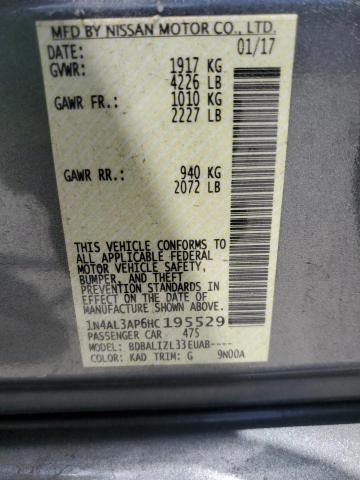 MFD BY NISSAN MOTOR CO., LTD.
DATE: 01/17
GVWR: 1917 KG
4226 LB
GAWR FR.: 1010 KG
2227 LB
GAWR RR.: 940 KG
2072 LB
THIS VEHICLE CONFORMS TO
ALL APPLICABLE FEDERAL
MOTOR VEHICLE SAFETY,
BUMPER, AND THEFT
PREVENTION STANDARDS
IN EFFECT ON THE DATE OF
MANUFACTURE SHOWN ABOVE.
1N4AL3AP6HC195529
PASSENGER CAR 475
MODEL: BDBALIZL33EUAB----
COLOR: KAD TRIM: G 9N00A